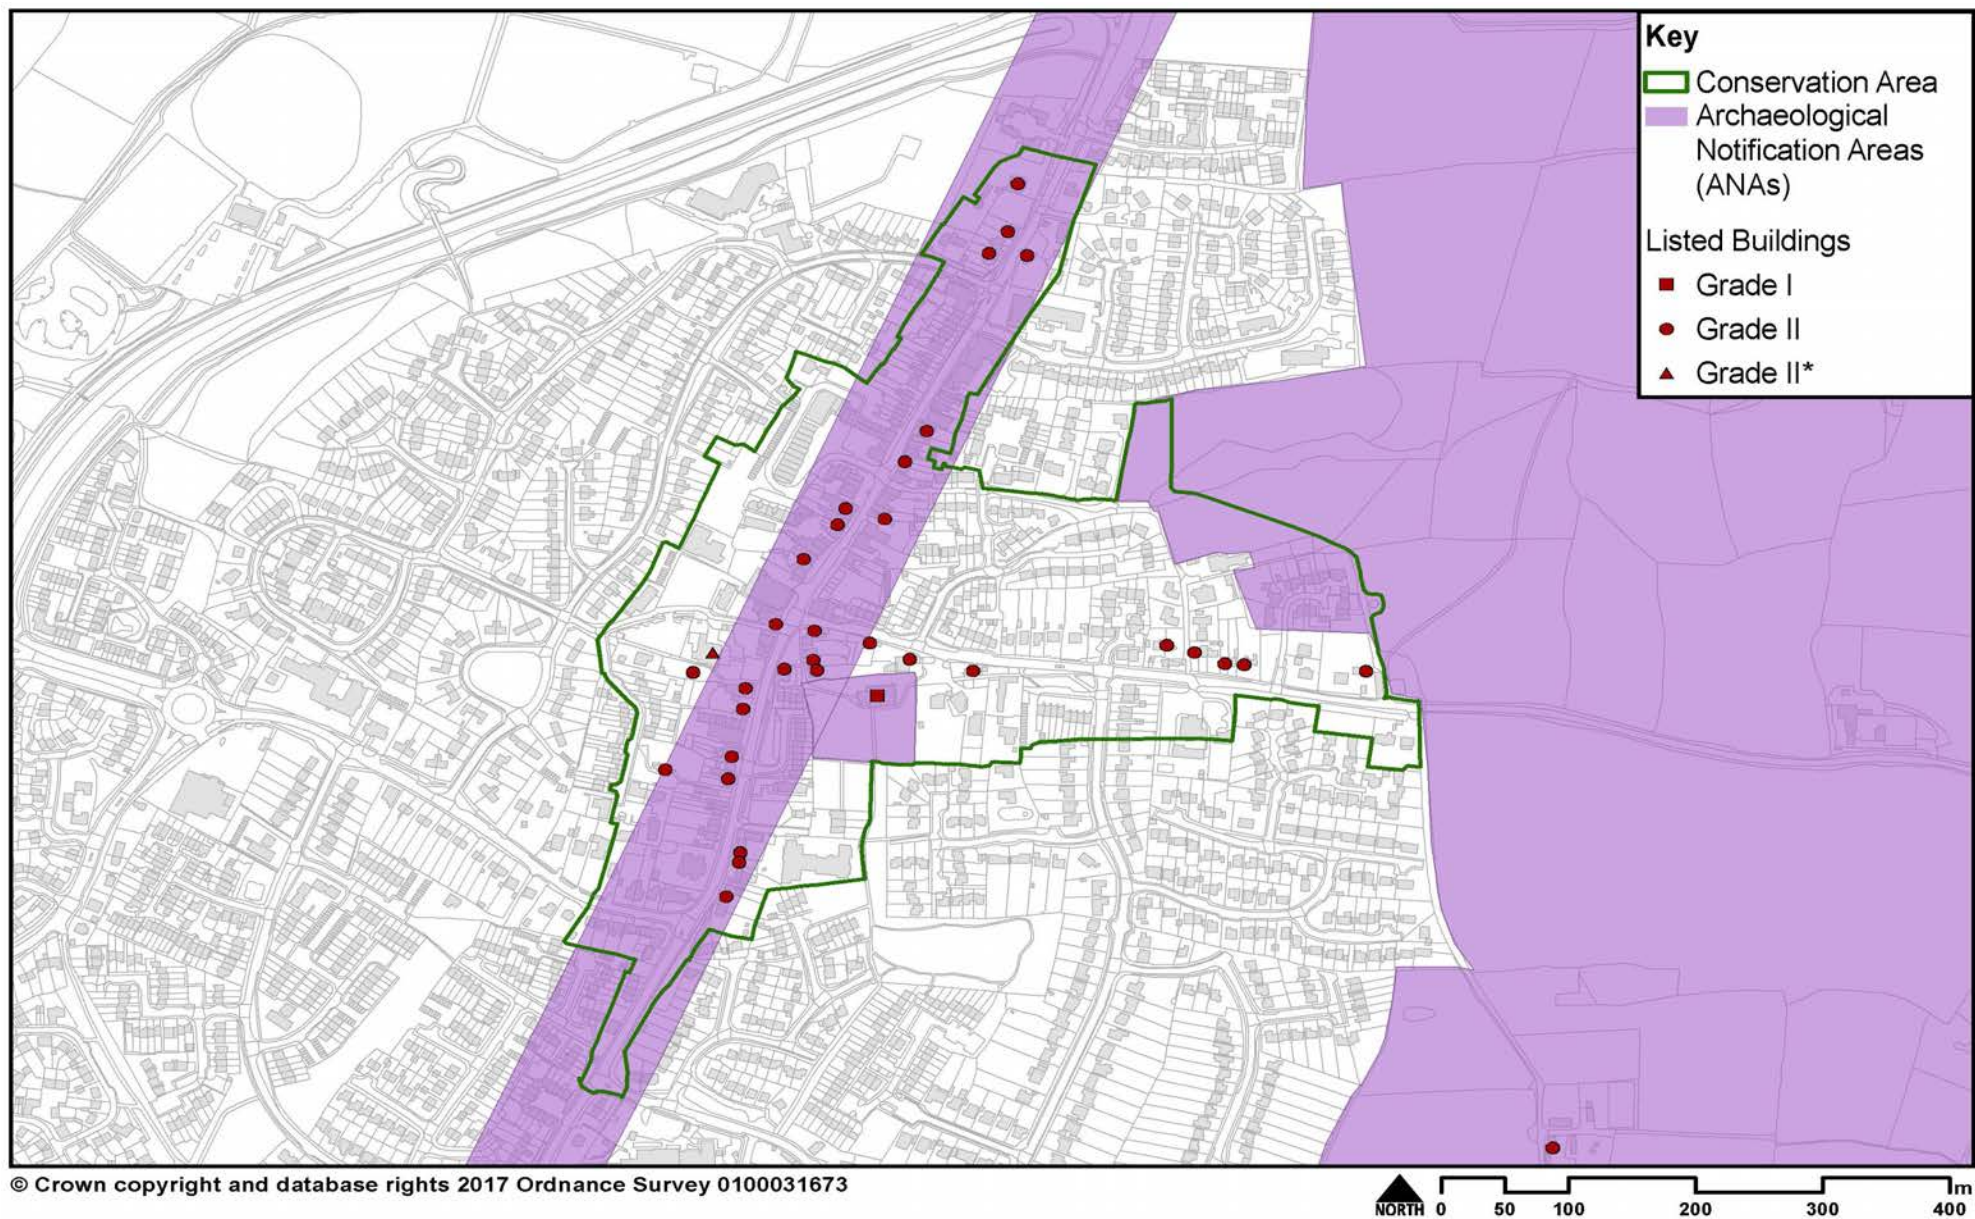 Key
Conservation Area
Archaeological
Notification Areas
(ANAs)
Listed Buildings
Grade I
Grade II
Grade II*
© Crown copyright and database rights 2017 Ordnance Survey 0100031673
NORTH 0 50 100 200 300 400 m